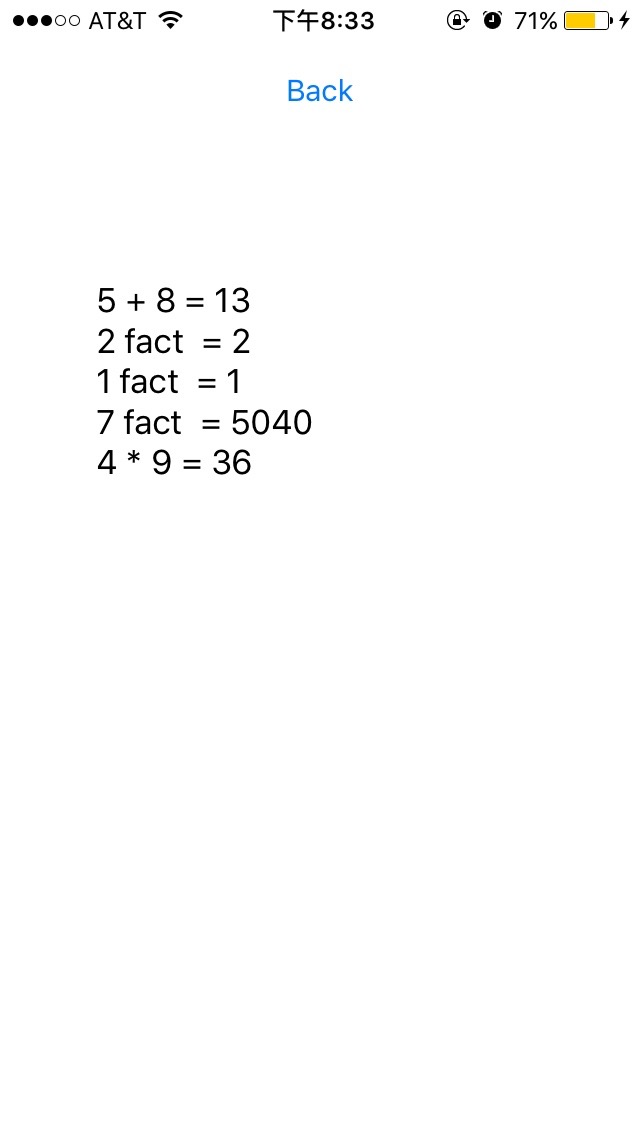 AT&T 下午8:33 71%
Back
5 + 8 = 13
2 fact  = 2
1 fact  = 1
7 fact  = 5040
4 * 9 = 36